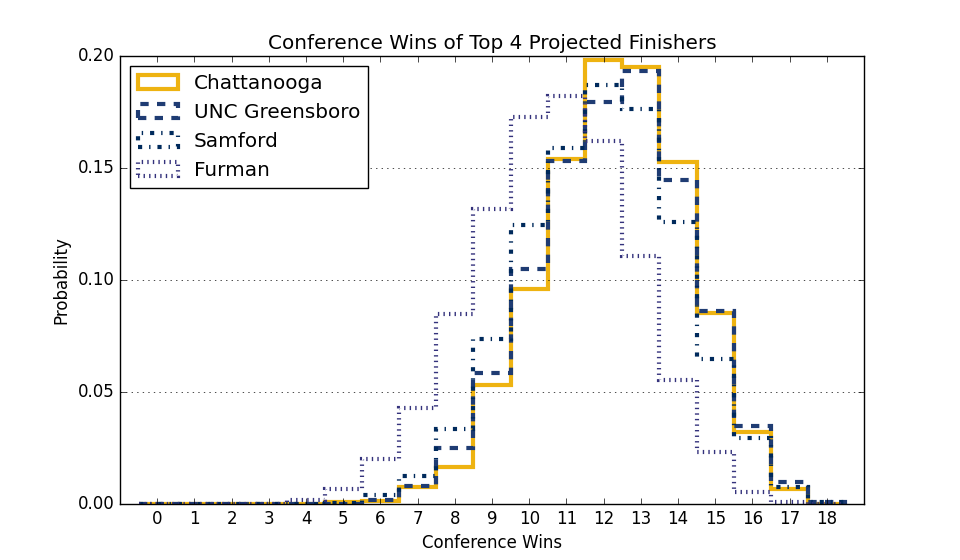 Conference Wins of Top 4 Projected Finishers
0.20
Chattanooga
UNC Greensboro
Samford
Furman
0.15
Probability
0.10
0.05
0.00
0 1 2 3 4 5 6 7 8 9 10 11 12 13 14 15 16 17 18
Conference Wins